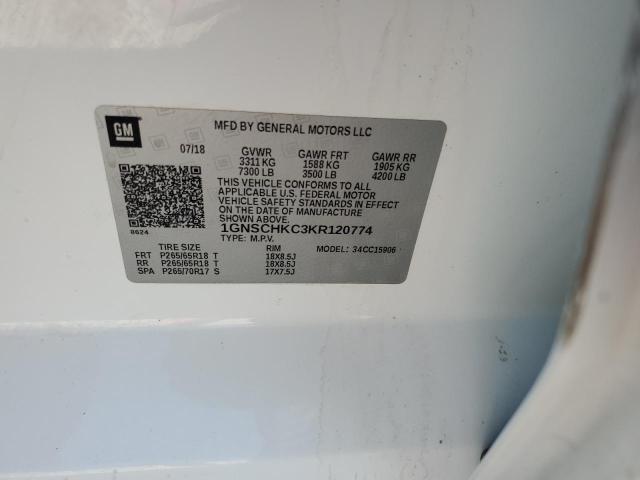 GM
MFD BY GENERAL MOTORS LLC
07/18 GVWR GAWR FRT GAWR RR
3311 KG 1588 KG 1905 KG
7300 LB 3500 LB 4200 LB
THIS VEHICLE CONFORMS TO ALL
APPLICABLE U.S. FEDERAL MOTOR
VEHICLE SAFETY STANDARDS IN EFFECT
ON THE DATE OF MANUFACTURE SHOWN ABOVE.
8624 1GNSCHKC3KR120774
TYPE: M.P.V. MODEL: 34CC15906
TIRE SIZE RIM
FRT P265/65R18 T 18X8.5J
RR P265/65R18 T 18X8.5J
SPA P265/70R17 S 17X7.5J